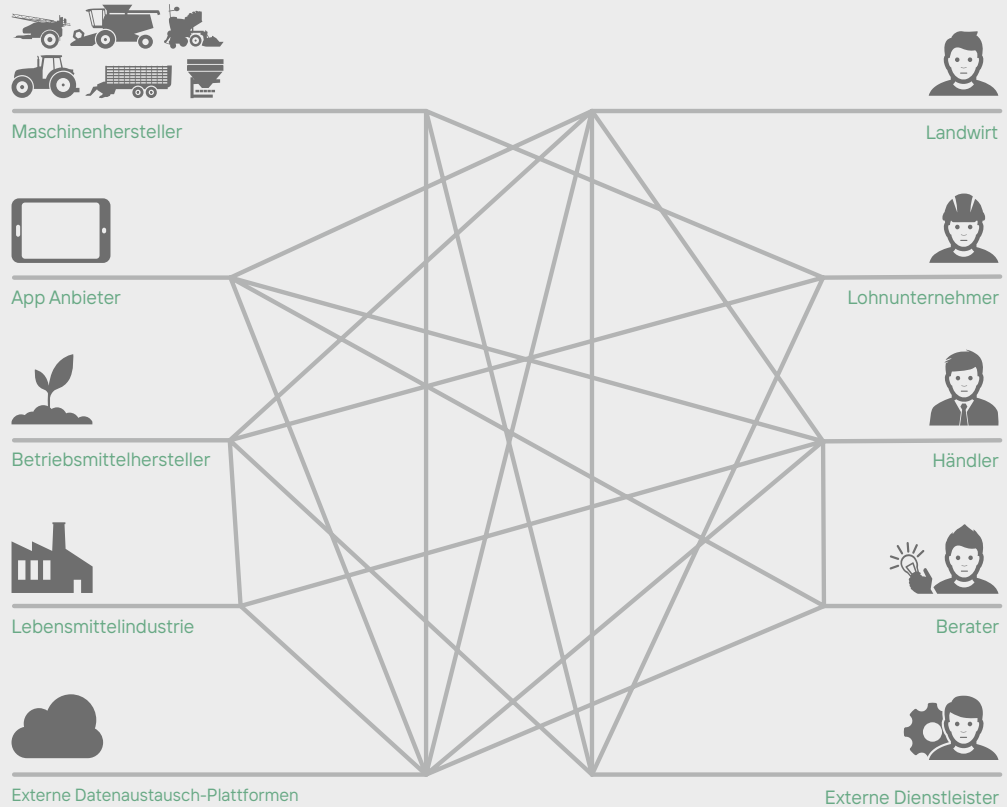 Maschinenhersteller
Landwirt
App Anbieter
Lohnunternehmer
Betriebsmittelhersteller
Händler
Lebensmittelindustrie
Berater
Externe Datenaustausch-Plattformen
Externe Dienstleister